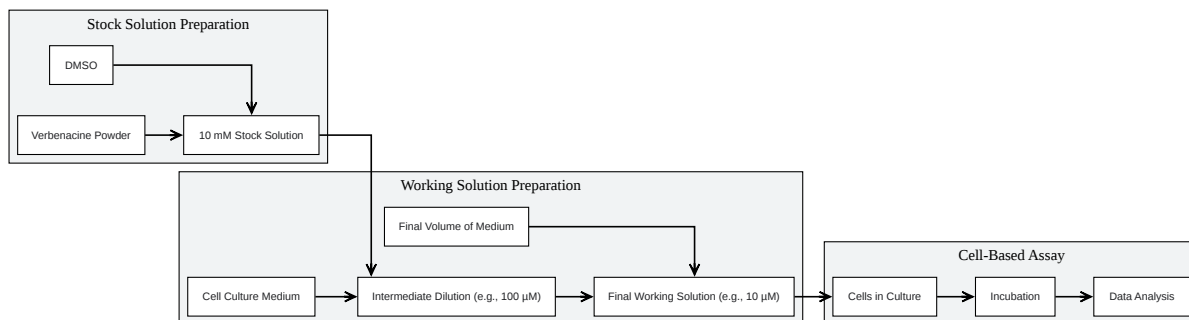 Stock Solution Preparation
DMSO
Verbenacine Powder
10 mM Stock Solution
Working Solution Preparation
Final Volume of Medium
Cell Culture Medium
Intermediate Dilution (e.g., 100 µM)
Final Working Solution (e.g., 10 µM)
Cell-Based Assay
Cells in Culture
Incubation
Data Analysis